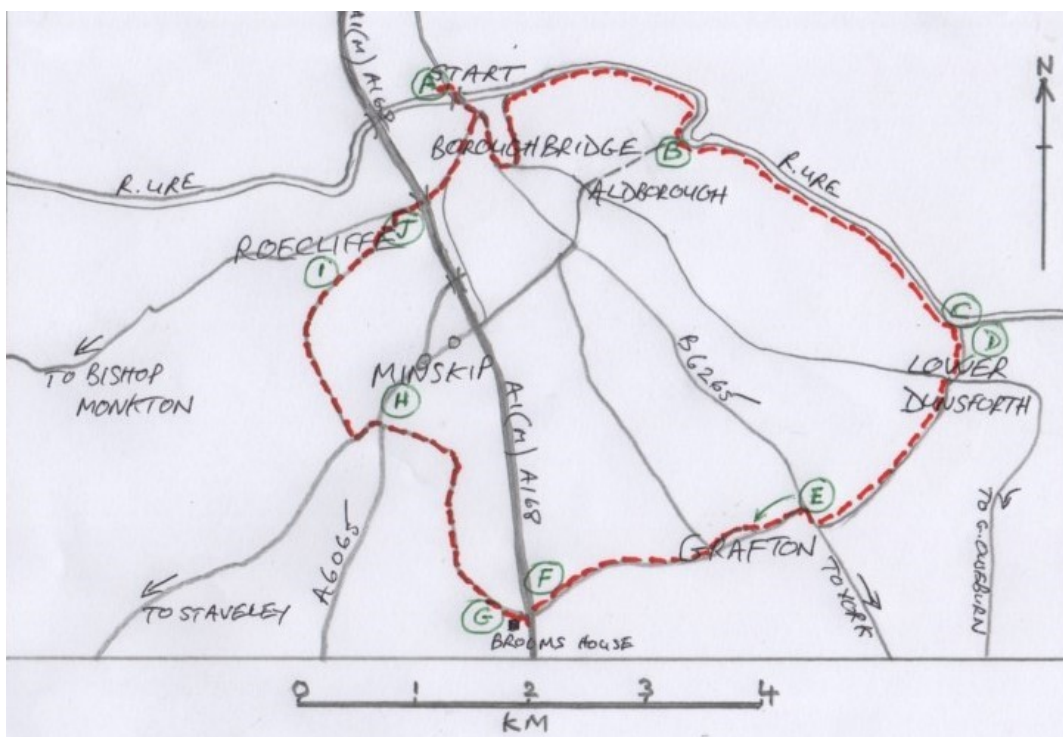 A1(M) A168
N
START
A
BOROUGHBRIDGE
B
R. URE
R. URE
ALDBOROUGH
ROECLIFFE
J
I
C
D
LOWER
DUNSFORTH
TO BISHOP
MONKTON
MINSKIP
H
B6265
A1(M) A168
E
GRAFTON
F
TO YORK
TO G. OUSEBURN
A6065
TO STAVELEY
G
BROOMS HOUSE
0 1 2 3 4
KM